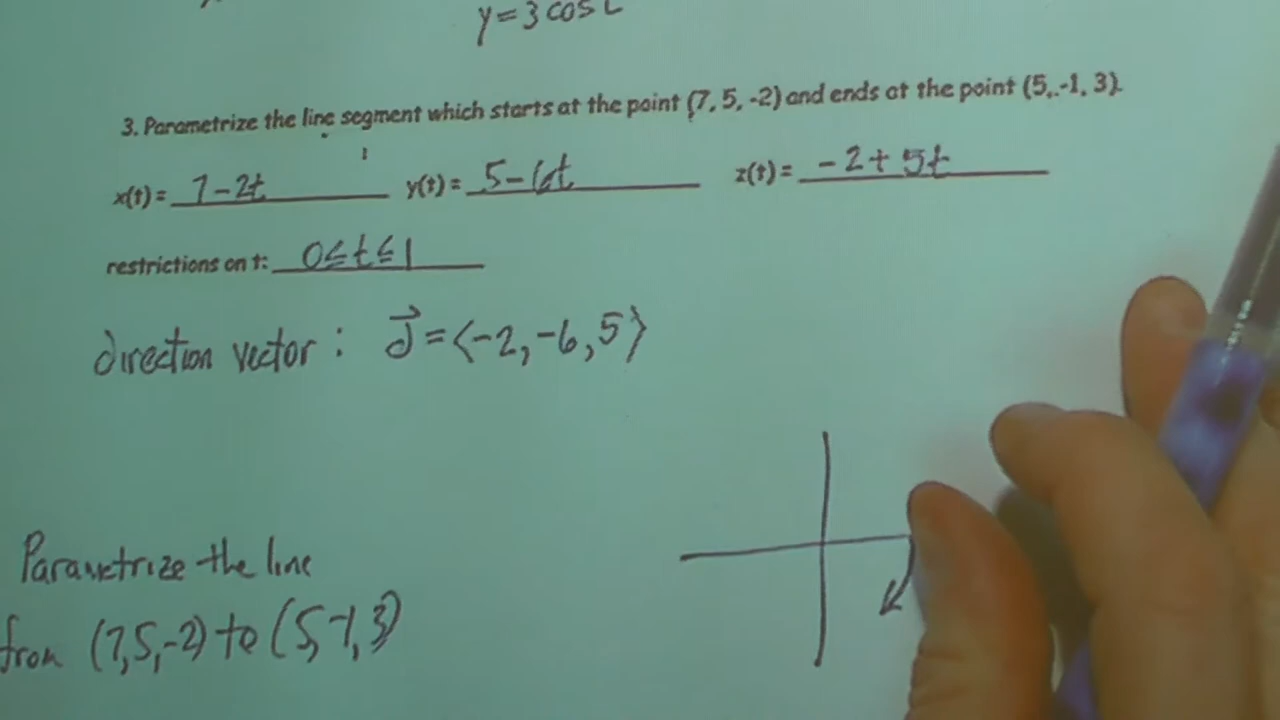 y=3 cos t
3. Parametrize the line segment which starts at the point (7, 5, -2) and ends at the point (5, -1, 3).
x(t) = 7-2t y(t) = 5-6t z(t) = -2+5t
restrictions on t: 0≤t≤1
direction vector: d⃗=⟨-2,-6,5⟩
Parametrize the line
from (7,5,-2) to (5,-1,3)